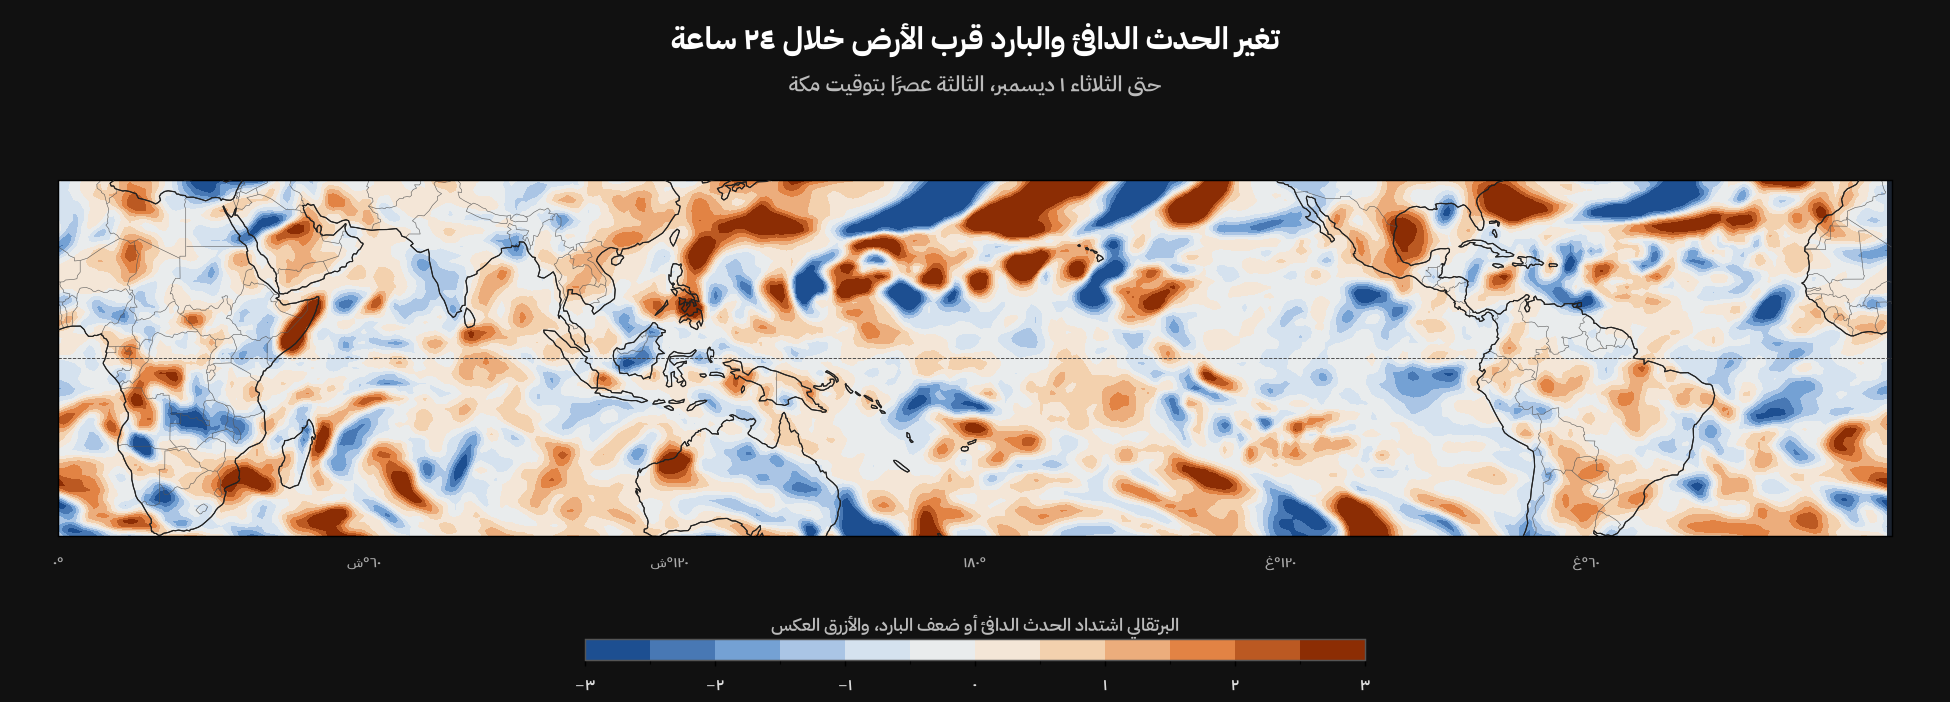 تغير الحدث الدافئ والبارد قرب الأرض خلال ٢٤ ساعة
حتى الثلاثاء ١ ديسمبر، الثالثة عصرًا بتوقيت مكة
٠°
٦٠°ش
١٢٠°ش
١٨٠°
١٢٠°غ
٦٠°غ
البرتقالي اشتداد الحدث الدافئ أو ضعف البارد، والأزرق العكس
−٣
−٢
−١
٠
١
٢
٣